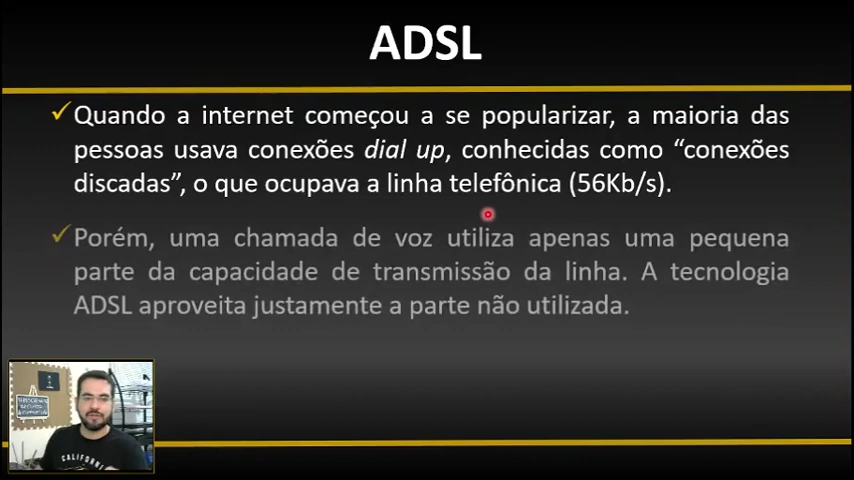 ADSL
Quando a internet começou a se popularizar, a maioria das
pessoas usava conexões dial up, conhecidas como “conexões
discadas”, o que ocupava a linha telefônica (56Kb/s).
Porém, uma chamada de voz utiliza apenas uma pequena
parte da capacidade de transmissão da linha. A tecnologia
ADSL aproveita justamente a parte não utilizada.
CALIFORNIA